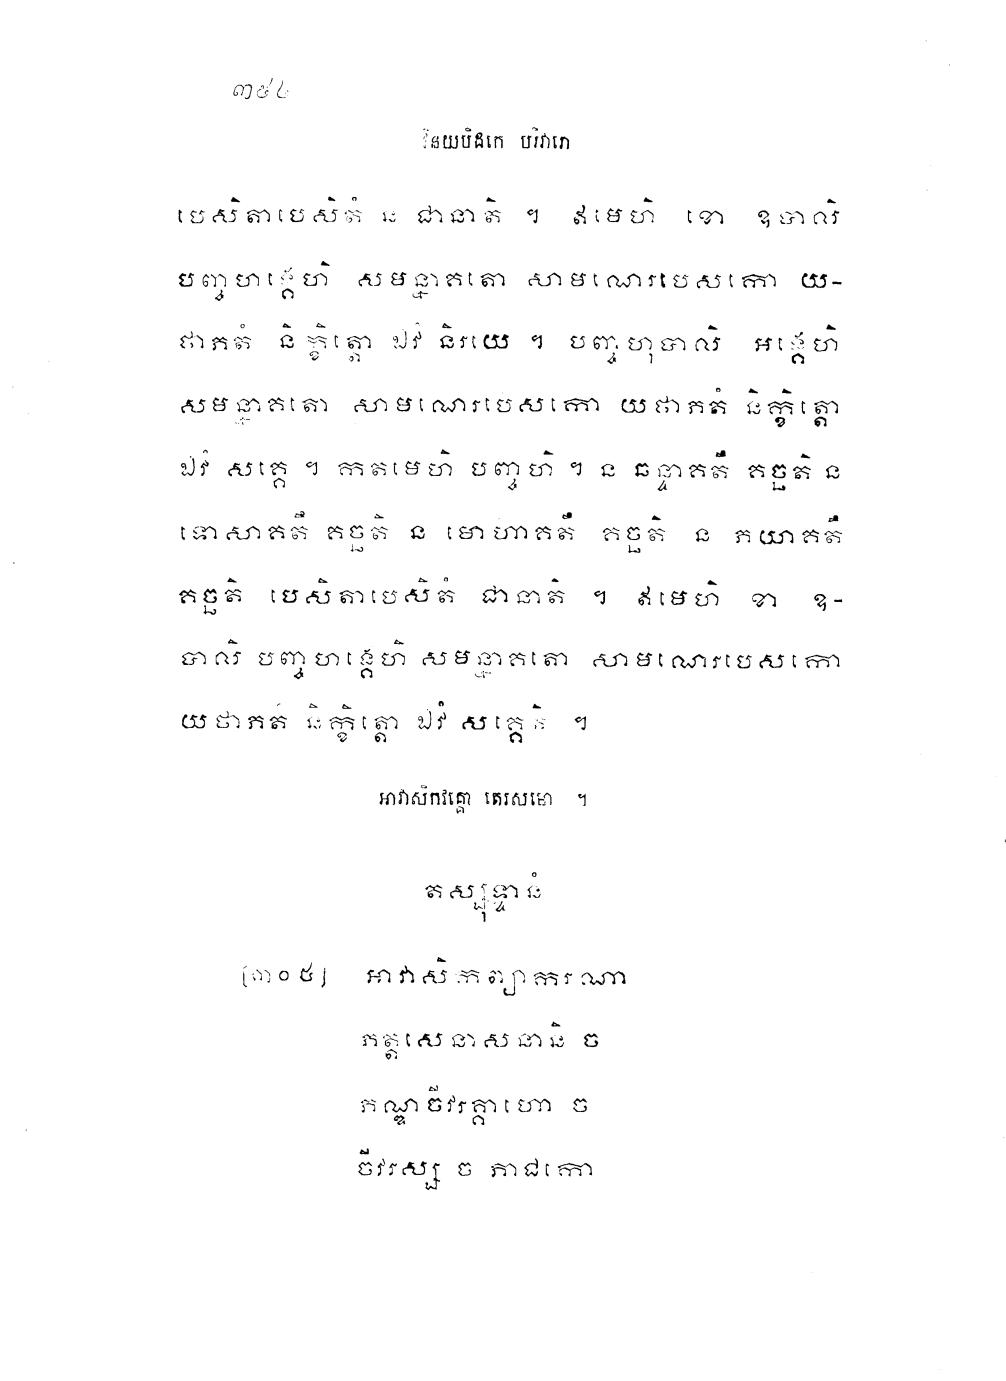 ៣៥៤
វិនយបិដកេ បរិវារោ
បេសិតាបេសិតំ ន ជានាតិ ។ ឥមេហិ ខោ ឧបាលិ
បញ្ចហង្គេហិ សមន្នាគតោ សាមណេរបេសកោ យ-
ថាភតំ និក្ខិត្តោ ឯវំ និរយេ ។ បញ្ចហុបាលិ អង្គេហិ
សមន្នាគតោ សាមណេរបេសកោ យថាភតំ និក្ខិត្តោ
ឯវំ សគ្គេ ។ កតមេហិ បញ្ចហិ ។ ន ឆន្ទាគតឹ គច្ឆតិ ន
ទោសាគតឹ គច្ឆតិ ន មោហាគតឹ គច្ឆតិ ន ភយាគតឹ
គច្ឆតិ បេសិតាបេសិតំ ជានាតិ ។ ឥមេហិ ខោ ឧ-
បាលិ បញ្ចហង្គេហិ សមន្នាគតោ សាមណេរបេសកោ
យថាភតំ និក្ខិត្តោ ឯវំ សគ្គេតិ ។
អាវាសិកវគ្គោ តេរសមោ ។
តស្សុទ្ទានំ
[៣០៥] អាវាសិកព្យាករណា
ភត្តសេនាសនានិ ច
ភណ្ឌចីវរគ្គាហោ ច
ចីវរស្ស ច ភាជកោ